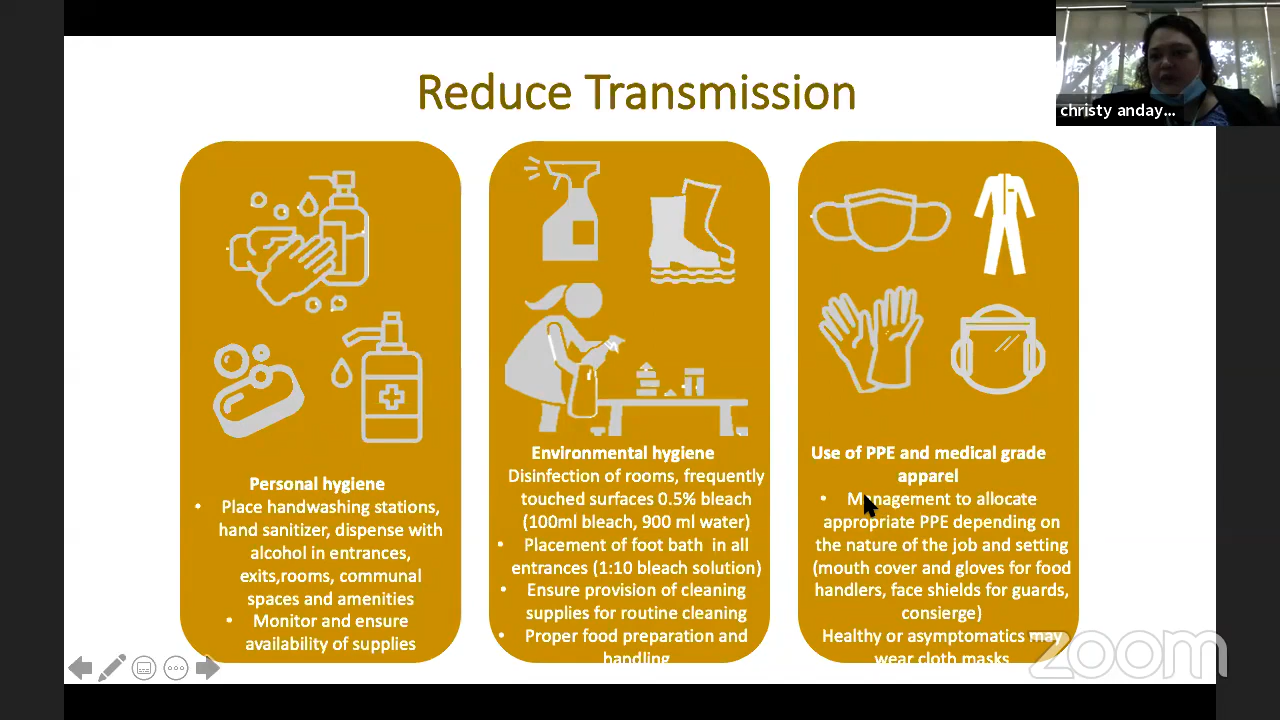 Reduce Transmission
christy anday...
Personal hygiene
• Place handwashing stations,
hand sanitizer, dispense with
alcohol in entrances,
exits,rooms, communal
spaces and amenities
• Monitor and ensure
availability of supplies
Environmental hygiene
Disinfection of rooms, frequently
touched surfaces 0.5% bleach
(100ml bleach, 900 ml water)
• Placement of foot bath in all
entrances (1:10 bleach solution)
• Ensure provision of cleaning
supplies for routine cleaning
• Proper food preparation and
handling
Use of PPE and medical grade
apparel
• Management to allocate
appropriate PPE depending on
the nature of the job and setting
(mouth cover and gloves for food
handlers, face shields for guards,
consierge)
Healthy or asymptomatics may
wear cloth masks
zoom